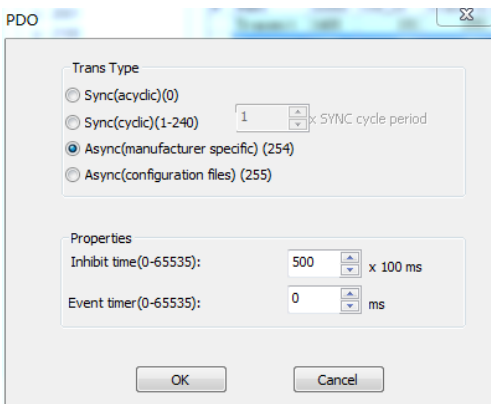 PDO
Trans Type
Sync(acyclic)(0)
Sync(cyclic)(1-240) 1 x SYNC cycle period
Async(manufacturer specific) (254)
Async(configuration files) (255)
Properties
Inhibit time(0-65535): 500 x 100 ms
Event timer(0-65535): 0 ms
OK Cancel